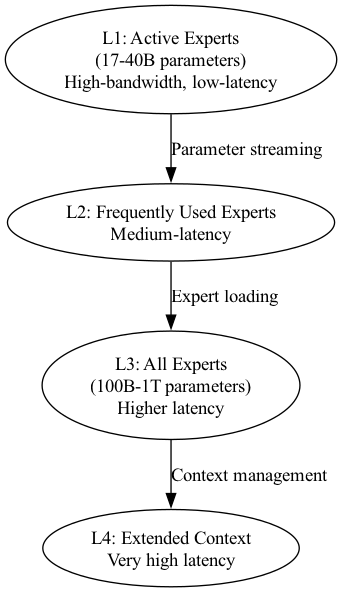 L1: Active Experts
(17-40B parameters)
High-bandwidth, low-latency
Parameter streaming
L2: Frequently Used Experts
Medium-latency
Expert loading
L3: All Experts
(100B-1T parameters)
Higher latency
Context management
L4: Extended Context
Very high latency